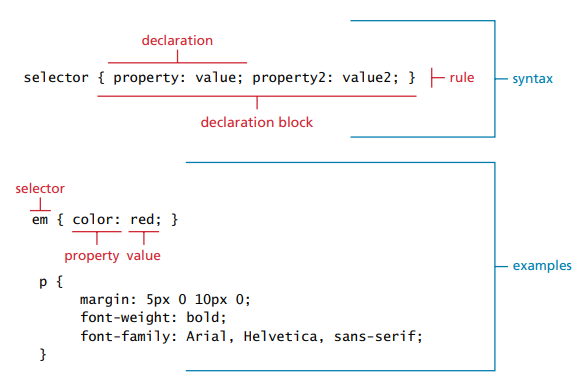 declaration
selector { property: value; property2: value2; }
rule
syntax
declaration block
selector
em { color: red; }
property value
examples
p {
margin: 5px 0 10px 0;
font-weight: bold;
font-family: Arial, Helvetica, sans-serif;
}